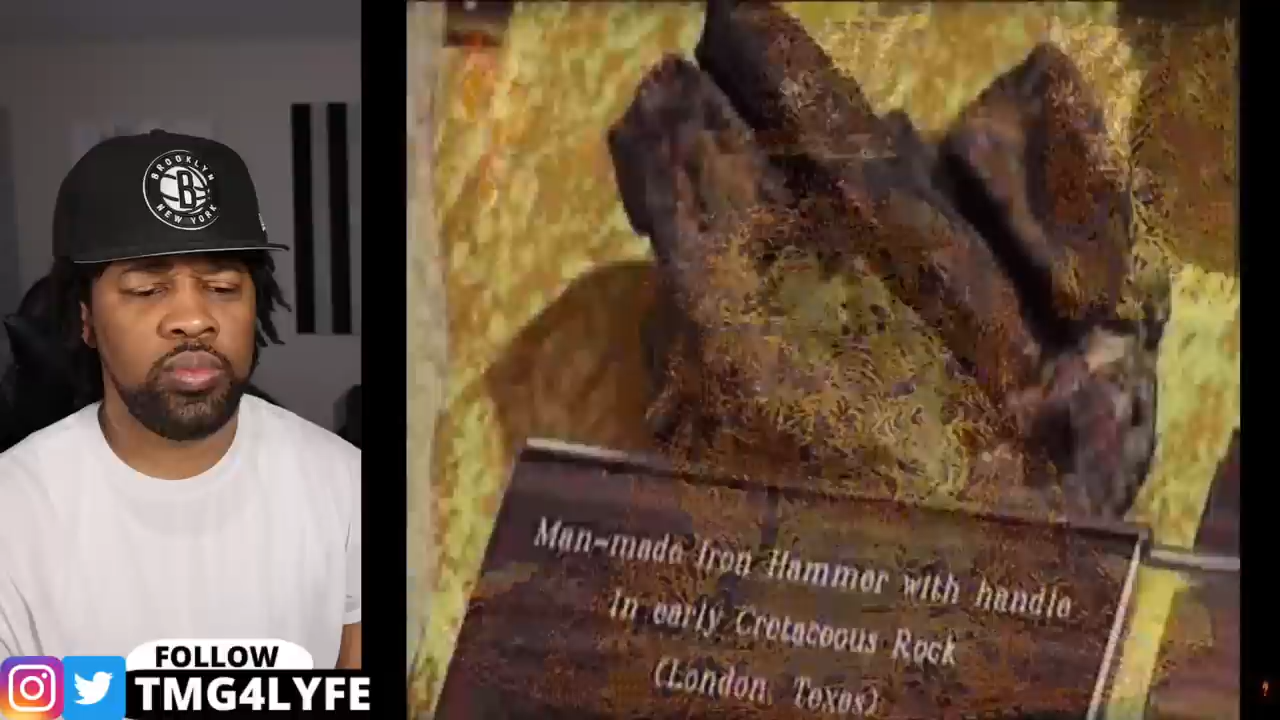 BROOKLYN
B
NEW YORK
Man-made Iron Hammer with handle
In early Cretaceous Rock
(London, Texas)
FOLLOW
TMG4LYFE
?